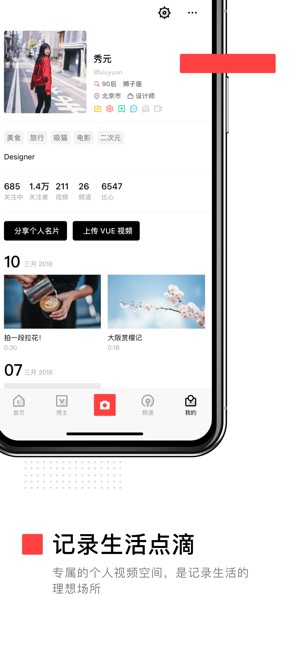 秀元
@xiuyuan
90后 狮子座
北京市 设计师
美食 旅行 吸猫 电影 二次元
Designer
685 1.4万 211 26 6547
关注中 关注者 视频 频道 比心
分享个人名片 上传 VUE 视频
10 三月 2018
拍一段拉花! 大阪赏樱记
0:30 0:18
07 三月 2018
首页 博主 频道 我的
记录生活点滴
专属的个人视频空间，是记录生活的
理想场所